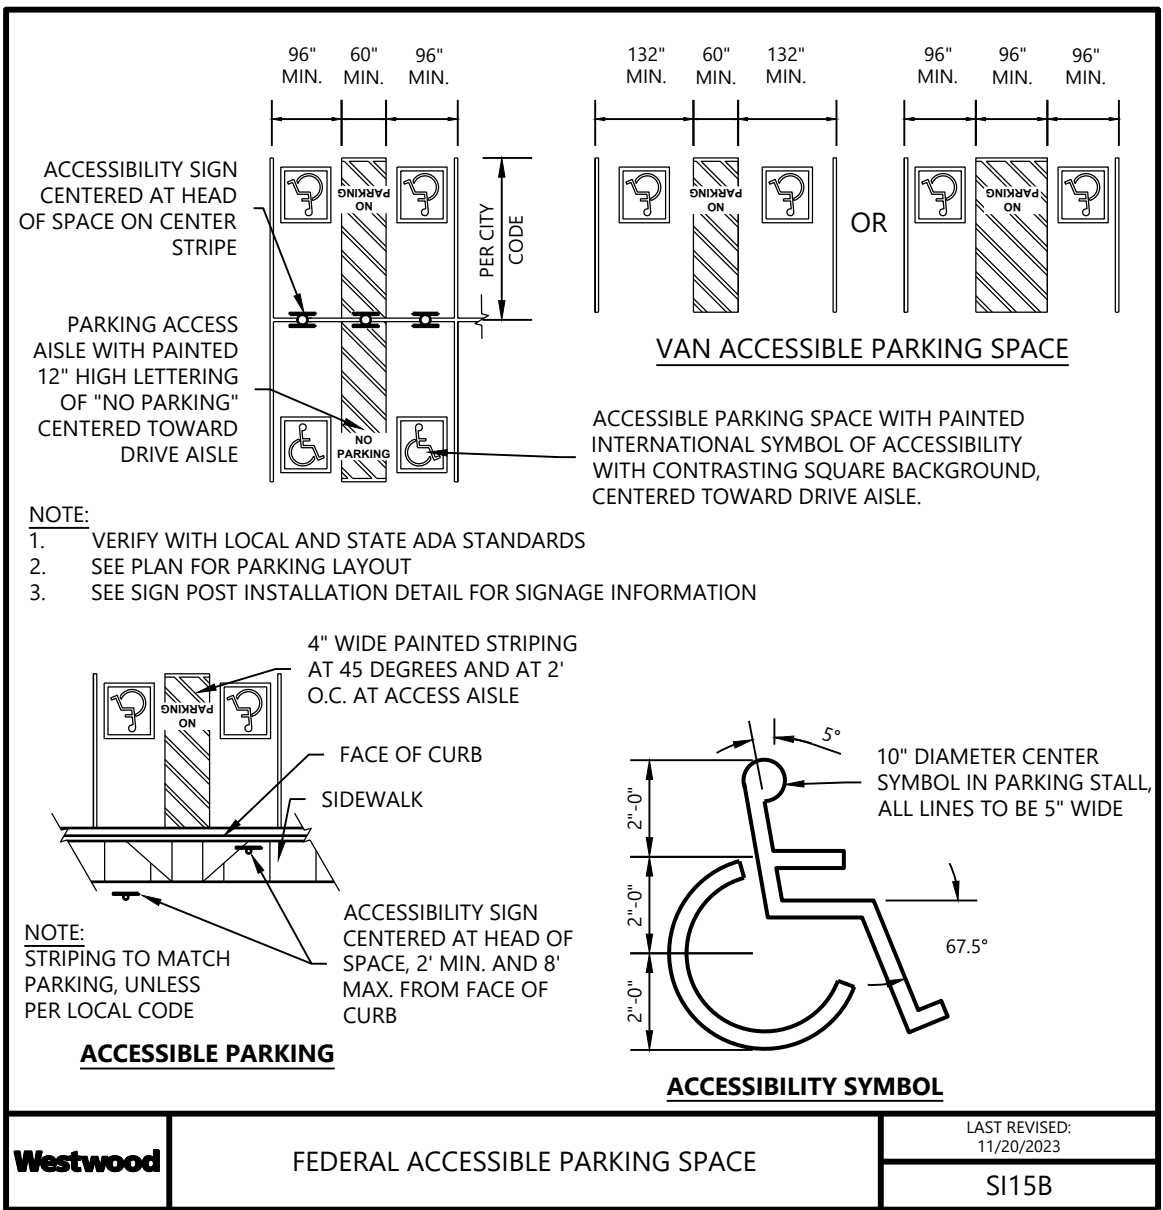 96" 60" 96"
MIN. MIN. MIN.
132" 60" 132"
MIN. MIN. MIN.
96" 96" 96"
MIN. MIN. MIN.
ACCESSIBILITY SIGN
CENTERED AT HEAD
OF SPACE ON CENTER
STRIPE
NO
PARKING
PER CITY
CODE
NO
PARKING
OR
NO
PARKING
PARKING ACCESS
AISLE WITH PAINTED
12" HIGH LETTERING
OF "NO PARKING"
CENTERED TOWARD
DRIVE AISLE
NO
PARKING
VAN ACCESSIBLE PARKING SPACE
ACCESSIBLE PARKING SPACE WITH PAINTED
INTERNATIONAL SYMBOL OF ACCESSIBILITY
WITH CONTRASTING SQUARE BACKGROUND,
CENTERED TOWARD DRIVE AISLE.
NOTE:
1. VERIFY WITH LOCAL AND STATE ADA STANDARDS
2. SEE PLAN FOR PARKING LAYOUT
3. SEE SIGN POST INSTALLATION DETAIL FOR SIGNAGE INFORMATION
4" WIDE PAINTED STRIPING
AT 45 DEGREES AND AT 2'
O.C. AT ACCESS AISLE
NO
PARKING
FACE OF CURB
SIDEWALK
ACCESSIBILITY SIGN
CENTERED AT HEAD OF
SPACE, 2' MIN. AND 8'
MAX. FROM FACE OF
CURB
NOTE:
STRIPING TO MATCH
PARKING, UNLESS
PER LOCAL CODE
ACCESSIBLE PARKING
5°
10" DIAMETER CENTER
SYMBOL IN PARKING STALL,
ALL LINES TO BE 5" WIDE
2"-0"
2"-0"
2"-0"
67.5°
ACCESSIBILITY SYMBOL
Westwood
FEDERAL ACCESSIBLE PARKING SPACE
LAST REVISED:
11/20/2023
SI15B